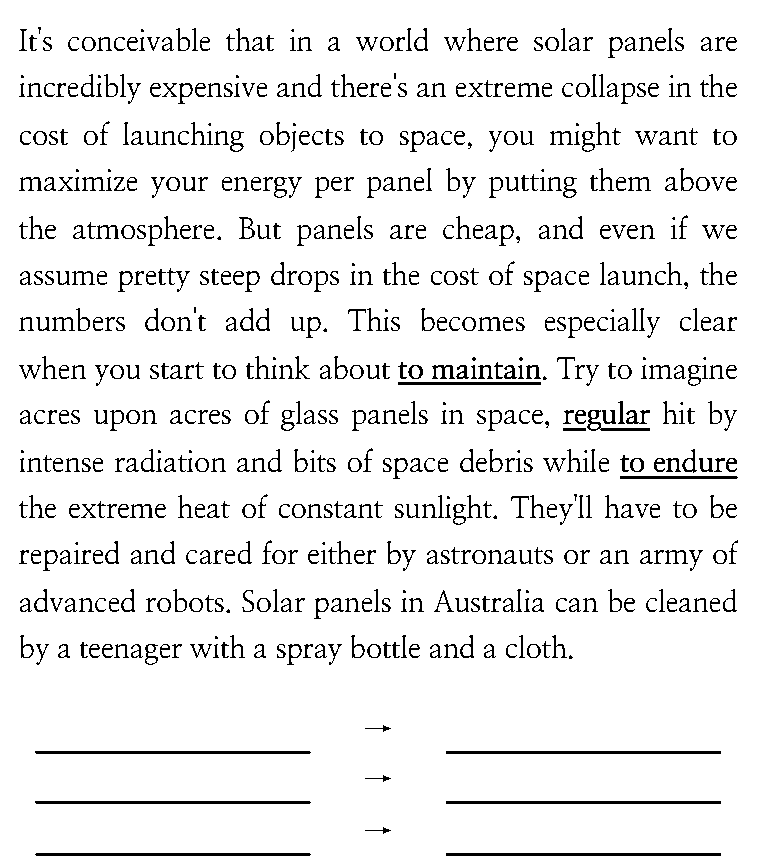 It's conceivable that in a world where solar panels are
incredibly expensive and there's an extreme collapse in the
cost of launching objects to space, you might want to
maximize your energy per panel by putting them above
the atmosphere. But panels are cheap, and even if we
assume pretty steep drops in the cost of space launch, the
numbers don't add up. This becomes especially clear
when you start to think about to maintain. Try to imagine
acres upon acres of glass panels in space, regular hit by
intense radiation and bits of space debris while to endure
the extreme heat of constant sunlight. They'll have to be
repaired and cared for either by astronauts or an army of
advanced robots. Solar panels in Australia can be cleaned
by a teenager with a spray bottle and a cloth.
→
→
→